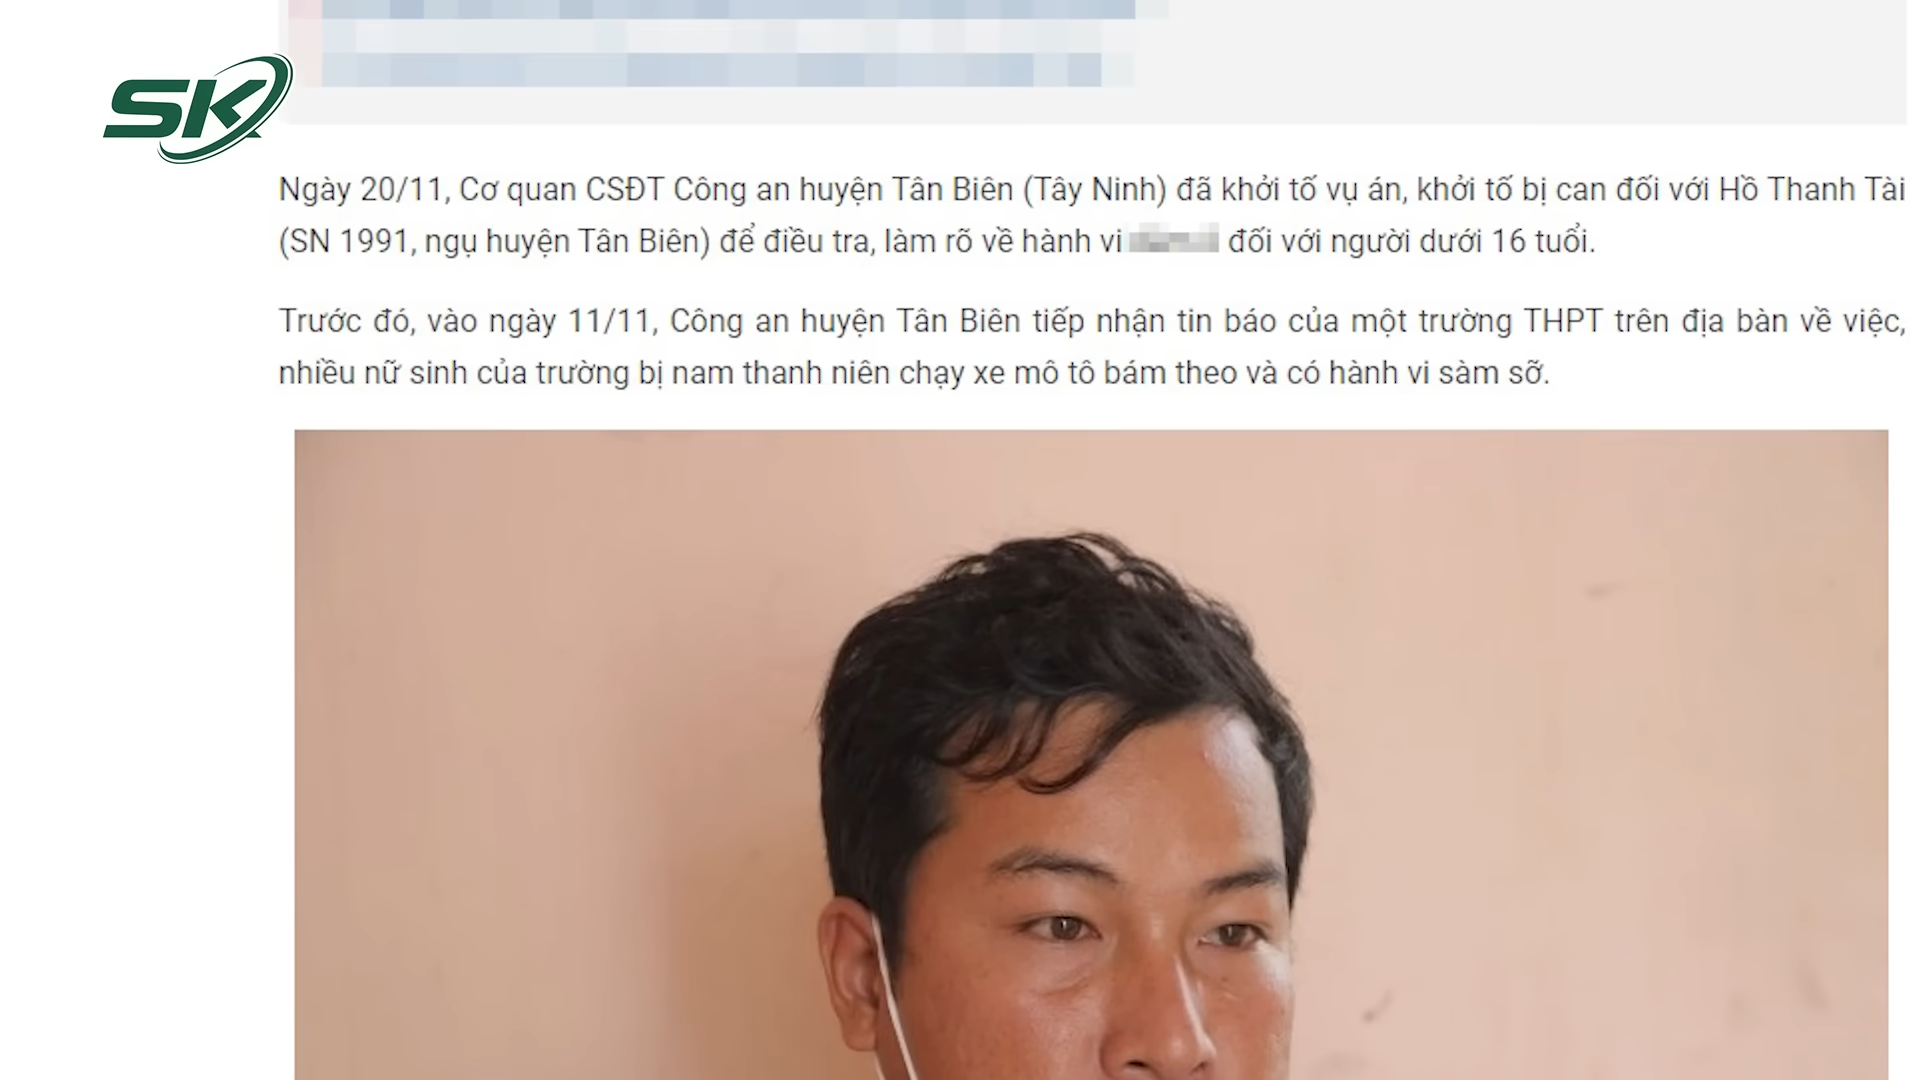 SK
Ngày 20/11, Cơ quan CSĐT Công an huyện Tân Biên (Tây Ninh) đã khởi tố vụ án, khởi tố bị can đối với Hồ Thanh Tài
(SN 1991, ngụ huyện Tân Biên) để điều tra, làm rõ về hành vi đối với người dưới 16 tuổi.
Trước đó, vào ngày 11/11, Công an huyện Tân Biên tiếp nhận tin báo của một trường THPT trên địa bàn về việc,
nhiều nữ sinh của trường bị nam thanh niên chạy xe mô tô bám theo và có hành vi sàm sỡ.